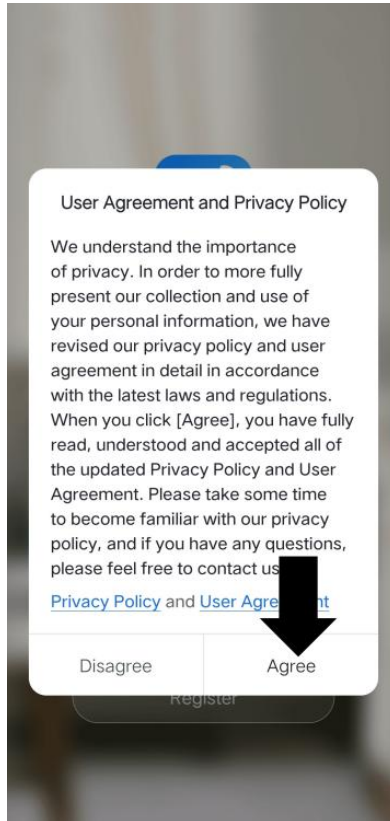 User Agreement and Privacy Policy
We understand the importance
of privacy. In order to more fully
present our collection and use of
your personal information, we have
revised our privacy policy and user
agreement in detail in accordance
with the latest laws and regulations.
When you click [Agree], you have fully
read, understood and accepted all of
the updated Privacy Policy and User
Agreement. Please take some time
to become familiar with our privacy
policy, and if you have any questions,
please feel free to contact us
Privacy Policy and User Agreement
Disagree Agree
Register